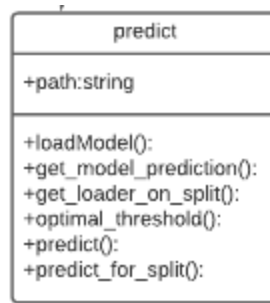 predict
+path:string
+loadModel():
+get_model_prediction():
+get_loader_on_split():
+optimal_threshold():
+predict():
+predict_for_split():